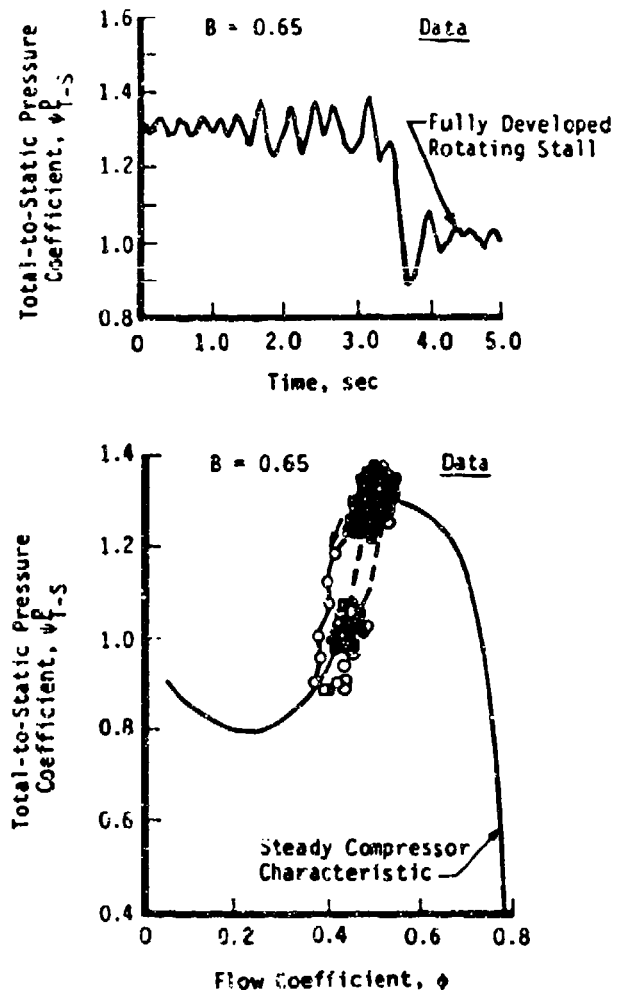 B = 0.65
Data
Total-to-Static Pressure
Coefficient, ψᴾT-S
1.6
1.4
1.2
1.0
0.8
Fully Developed
Rotating Stall
0
1.0
2.0
3.0
4.0
5.0
Time, sec
B = 0.65
Data
Total-to-Static Pressure
Coefficient, ψᴾT-S
1.4
1.2
1.0
0.8
0.6
0.4
Steady Compressor
Characteristic
0
0.2
0.4
0.6
0.8
Flow Coefficient, ϕ